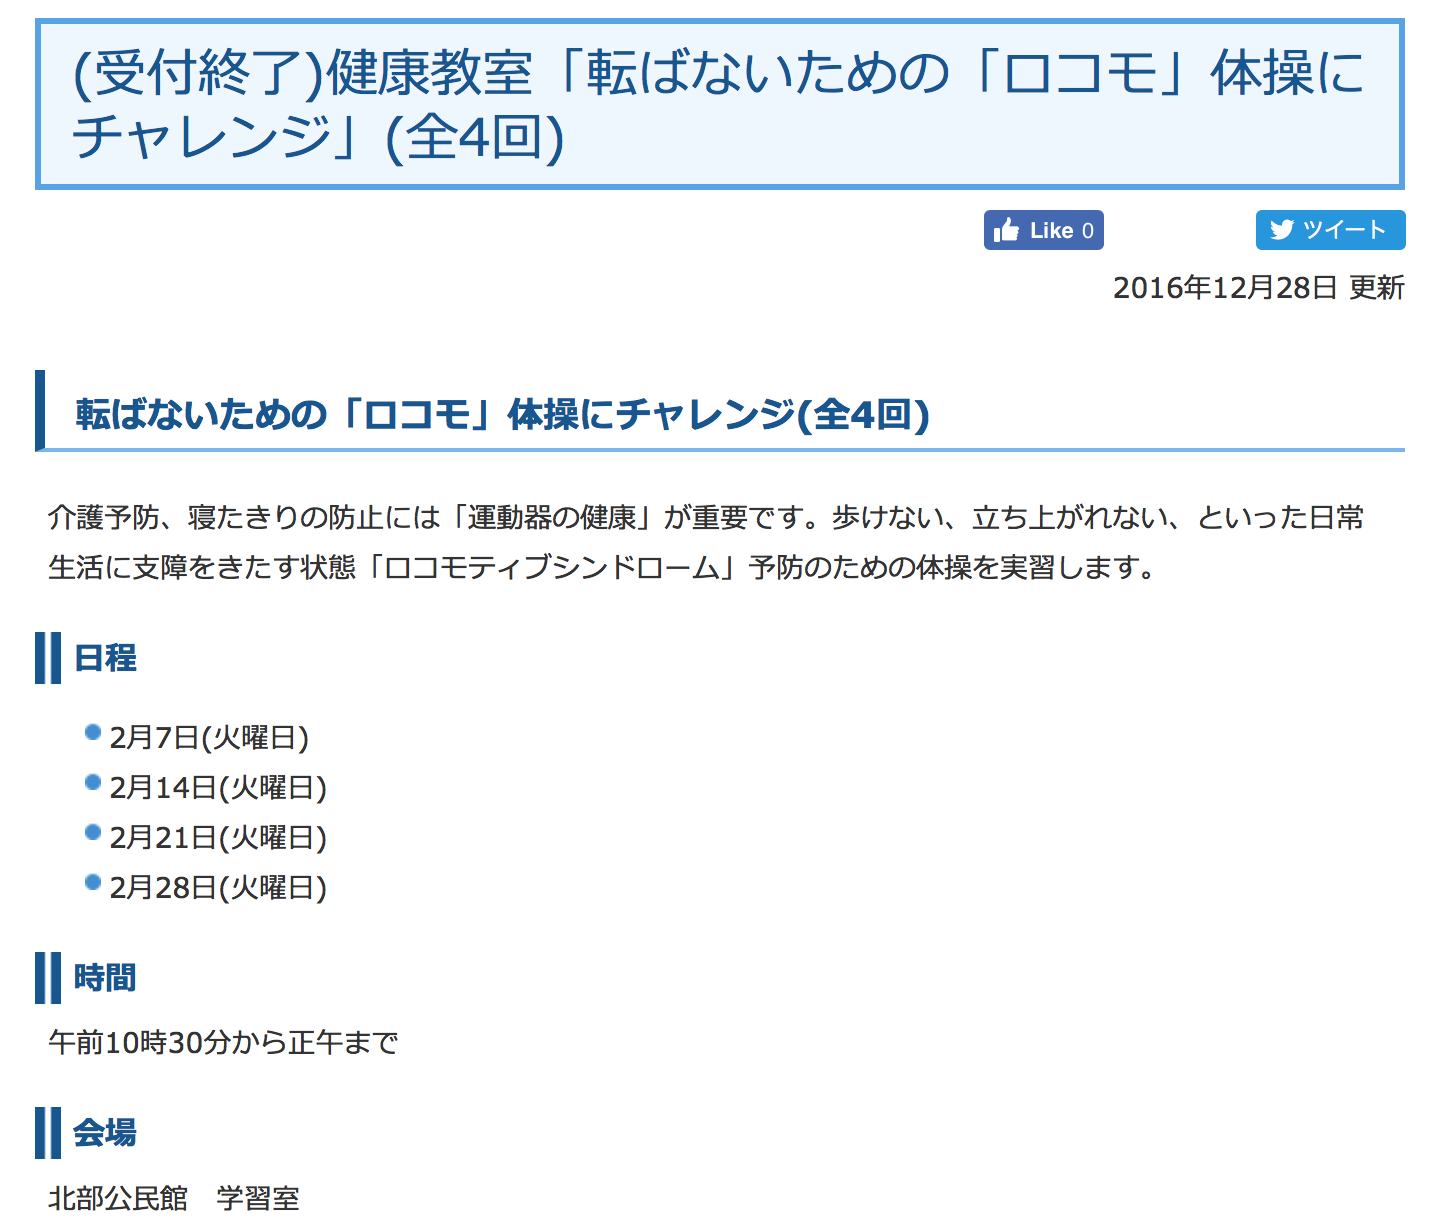 (受付終了)健康教室「転ばないための「ロコモ」体操に
チャレンジ」(全4回)
Like 0
ツイート
2016年12月28日 更新
転ばないための「ロコモ」体操にチャレンジ(全4回)
介護予防、寝たきりの防止には「運動器の健康」が重要です。歩けない、立ち上がれない、といった日常
生活に支障をきたす状態「ロコモティブシンドローム」予防のための体操を実習します。
日程
2月7日(火曜日)
2月14日(火曜日)
2月21日(火曜日)
2月28日(火曜日)
時間
午前10時30分から正午まで
会場
北部公民館　学習室